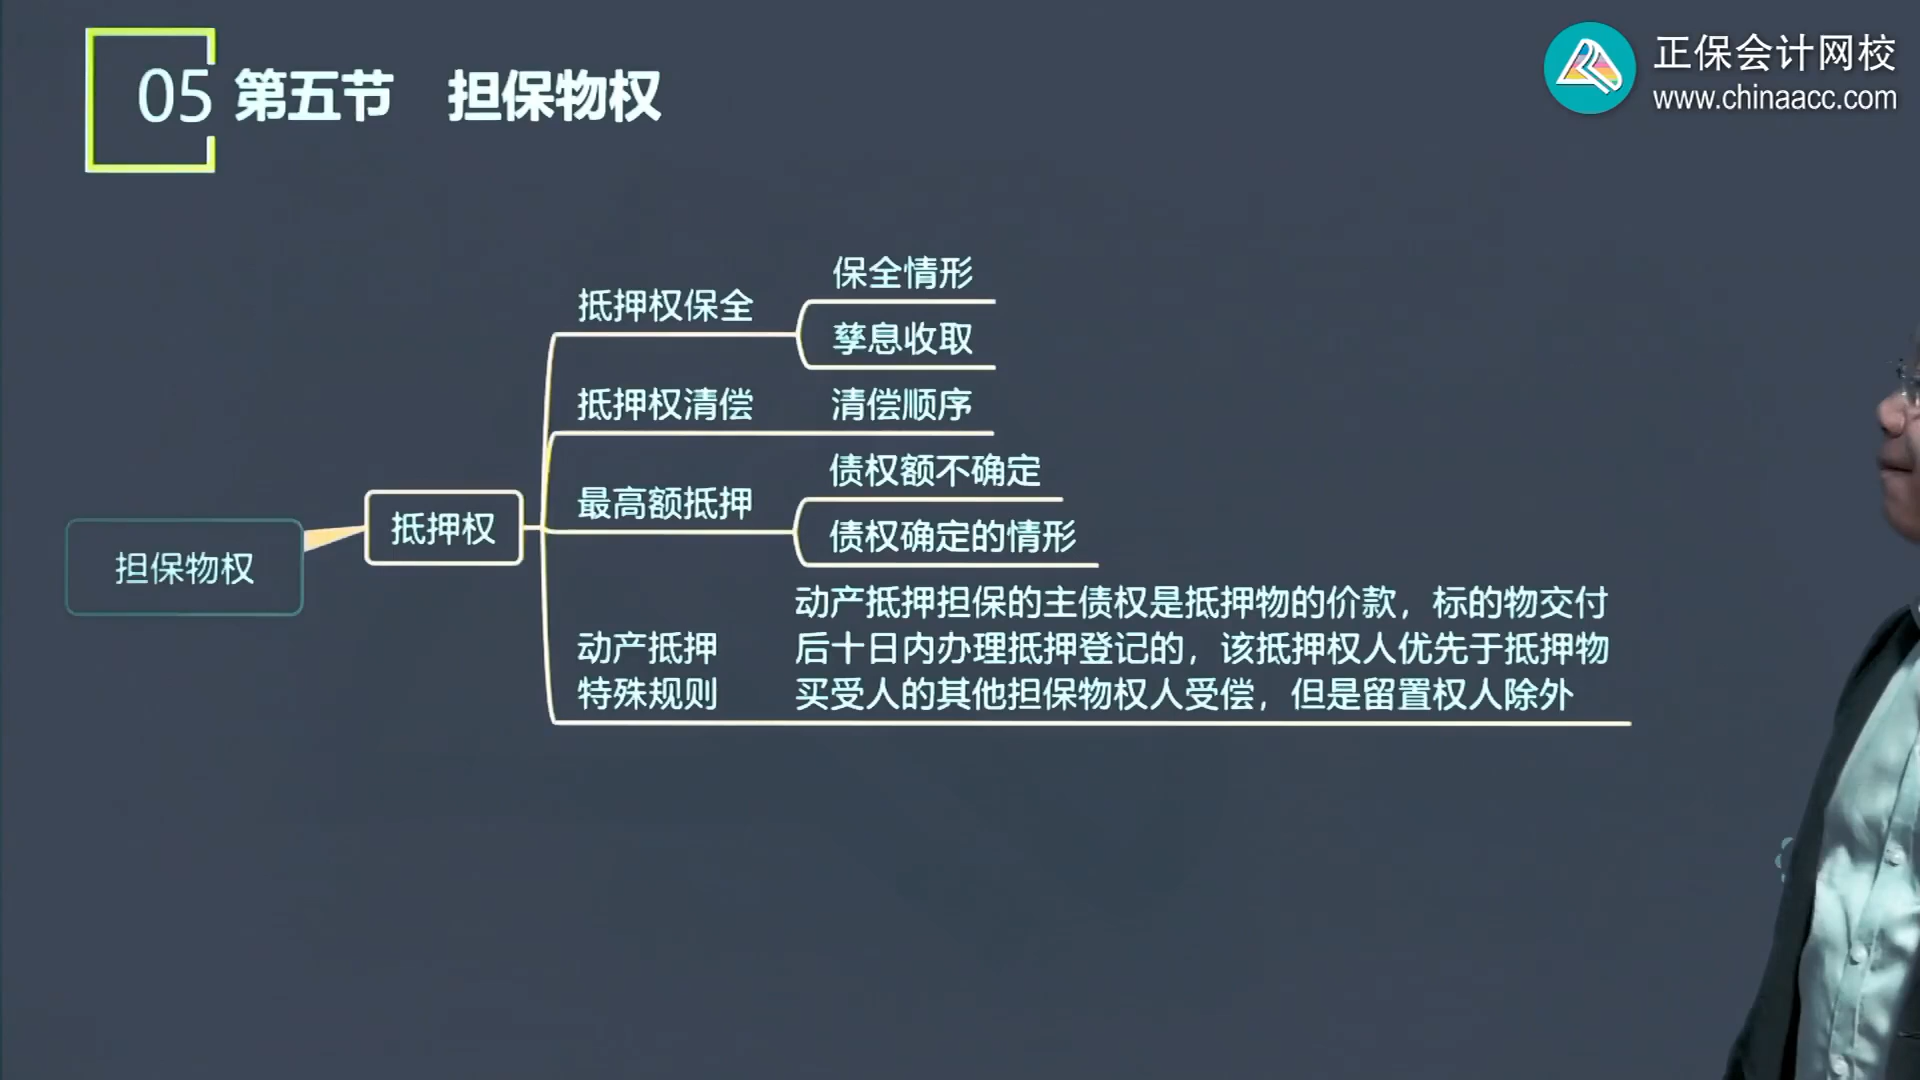 05 第五节 担保物权
正保会计网校
www.chinaacc.com
担保物权
抵押权
抵押权保全
保全情形
孳息收取
抵押权清偿 清偿顺序
最高额抵押
债权额不确定
债权确定的情形
动产抵押
特殊规则
动产抵押担保的主债权是抵押物的价款，标的物交付
后十日内办理抵押登记的，该抵押权人优先于抵押物
买受人的其他担保物权人受偿，但是留置权人除外